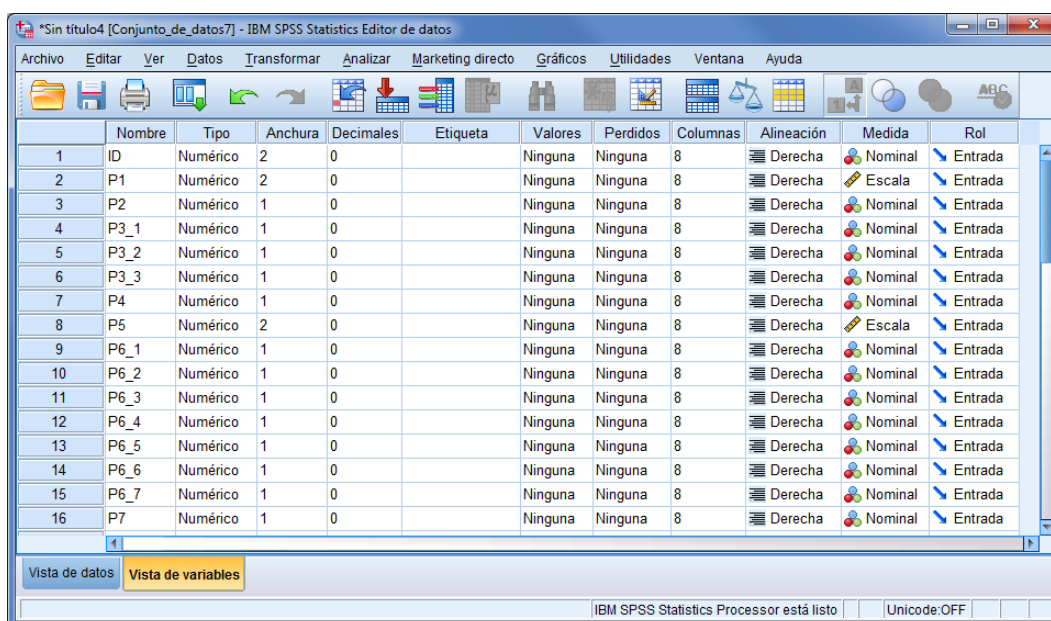 *Sin título4 [Conjunto_de_datos7] - IBM SPSS Statistics Editor de datos
Archivo Editar Ver Datos Transformar Analizar Marketing directo Gráficos Utilidades Ventana Ayuda
A
1 4
ABC
μ
Nombre Tipo Anchura Decimales Etiqueta Valores Perdidos Columnas Alineación Medida Rol
1 ID Numérico 2 0 Ninguna Ninguna 8 Derecha Nominal Entrada
2 P1 Numérico 2 0 Ninguna Ninguna 8 Derecha Escala Entrada
3 P2 Numérico 1 0 Ninguna Ninguna 8 Derecha Nominal Entrada
4 P3_1 Numérico 1 0 Ninguna Ninguna 8 Derecha Nominal Entrada
5 P3_2 Numérico 1 0 Ninguna Ninguna 8 Derecha Nominal Entrada
6 P3_3 Numérico 1 0 Ninguna Ninguna 8 Derecha Nominal Entrada
7 P4 Numérico 1 0 Ninguna Ninguna 8 Derecha Nominal Entrada
8 P5 Numérico 2 0 Ninguna Ninguna 8 Derecha Escala Entrada
9 P6_1 Numérico 1 0 Ninguna Ninguna 8 Derecha Nominal Entrada
10 P6_2 Numérico 1 0 Ninguna Ninguna 8 Derecha Nominal Entrada
11 P6_3 Numérico 1 0 Ninguna Ninguna 8 Derecha Nominal Entrada
12 P6_4 Numérico 1 0 Ninguna Ninguna 8 Derecha Nominal Entrada
13 P6_5 Numérico 1 0 Ninguna Ninguna 8 Derecha Nominal Entrada
14 P6_6 Numérico 1 0 Ninguna Ninguna 8 Derecha Nominal Entrada
15 P6_7 Numérico 1 0 Ninguna Ninguna 8 Derecha Nominal Entrada
16 P7 Numérico 1 0 Ninguna Ninguna 8 Derecha Nominal Entrada
Vista de datos Vista de variables
IBM SPSS Statistics Processor está listo Unicode:OFF